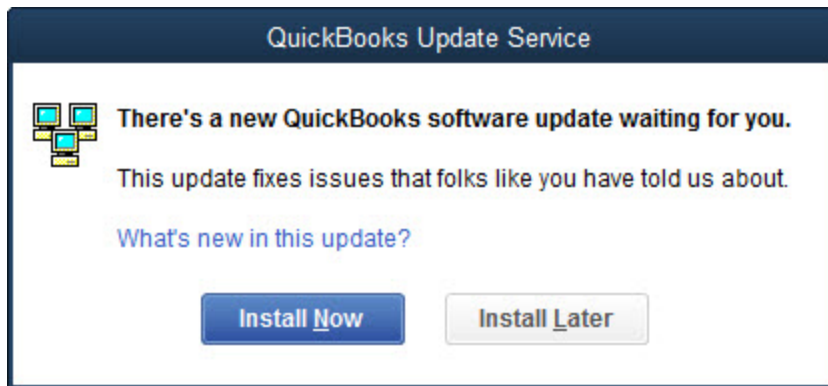 QuickBooks Update Service
There's a new QuickBooks software update waiting for you.
This update fixes issues that folks like you have told us about.
What's new in this update?
Install Now
Install Later